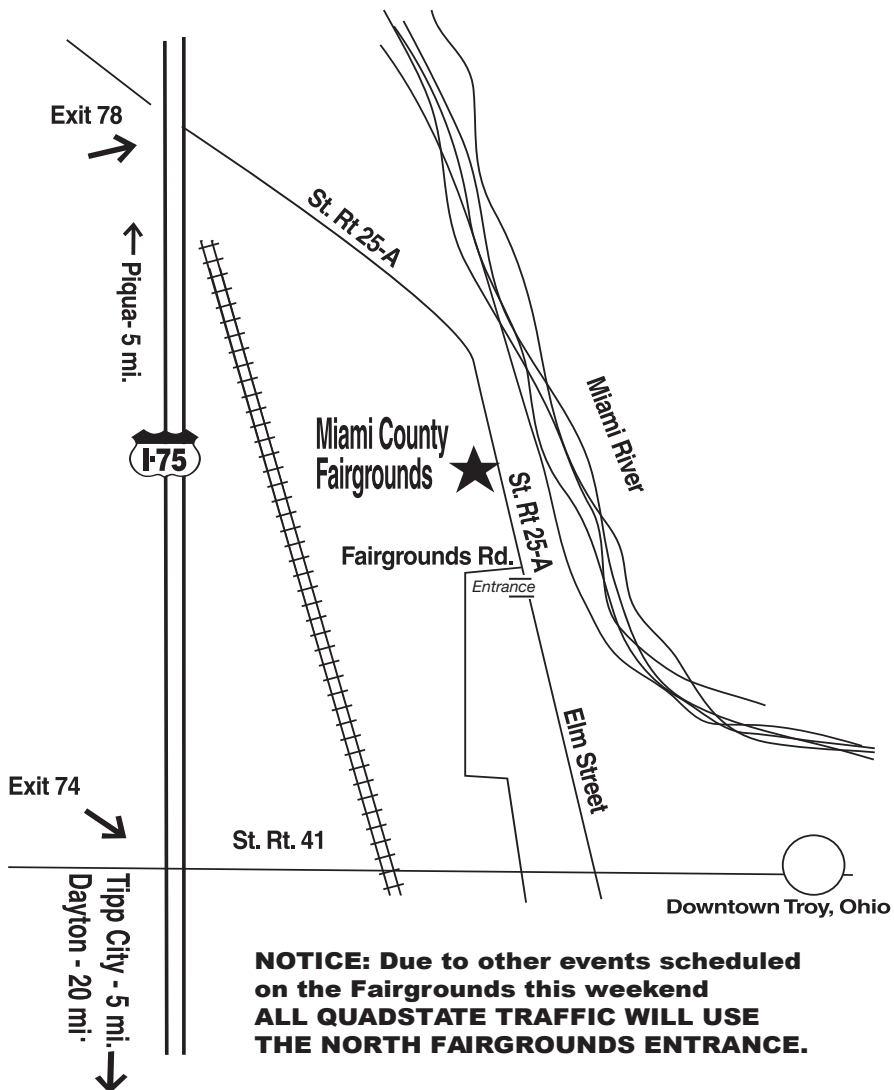 Exit 78
St. Rt 25-A
Piqua- 5 mi.
I-75
Miami River
Miami County
Fairgrounds
St. Rt 25-A
Fairgrounds Rd.
Entrance
Elm Street
Exit 74
St. Rt. 41
Tipp City - 5 mi.
Dayton - 20 mi.
Downtown Troy, Ohio
NOTICE: Due to other events scheduled
on the Fairgrounds this weekend
ALL QUADSTATE TRAFFIC WILL USE
THE NORTH FAIRGROUNDS ENTRANCE.